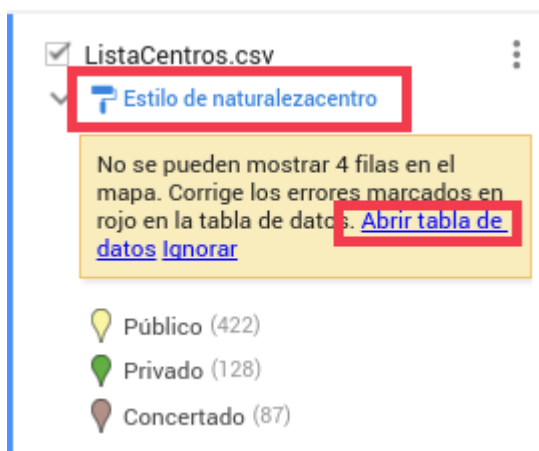 ListaCentros.csv
Estilo de naturalezacentro
No se pueden mostrar 4 filas en el
mapa. Corrige los errores marcados en
rojo en la tabla de datos. Abrir tabla de
datos Ignorar
Público (422)
Privado (128)
Concertado (87)